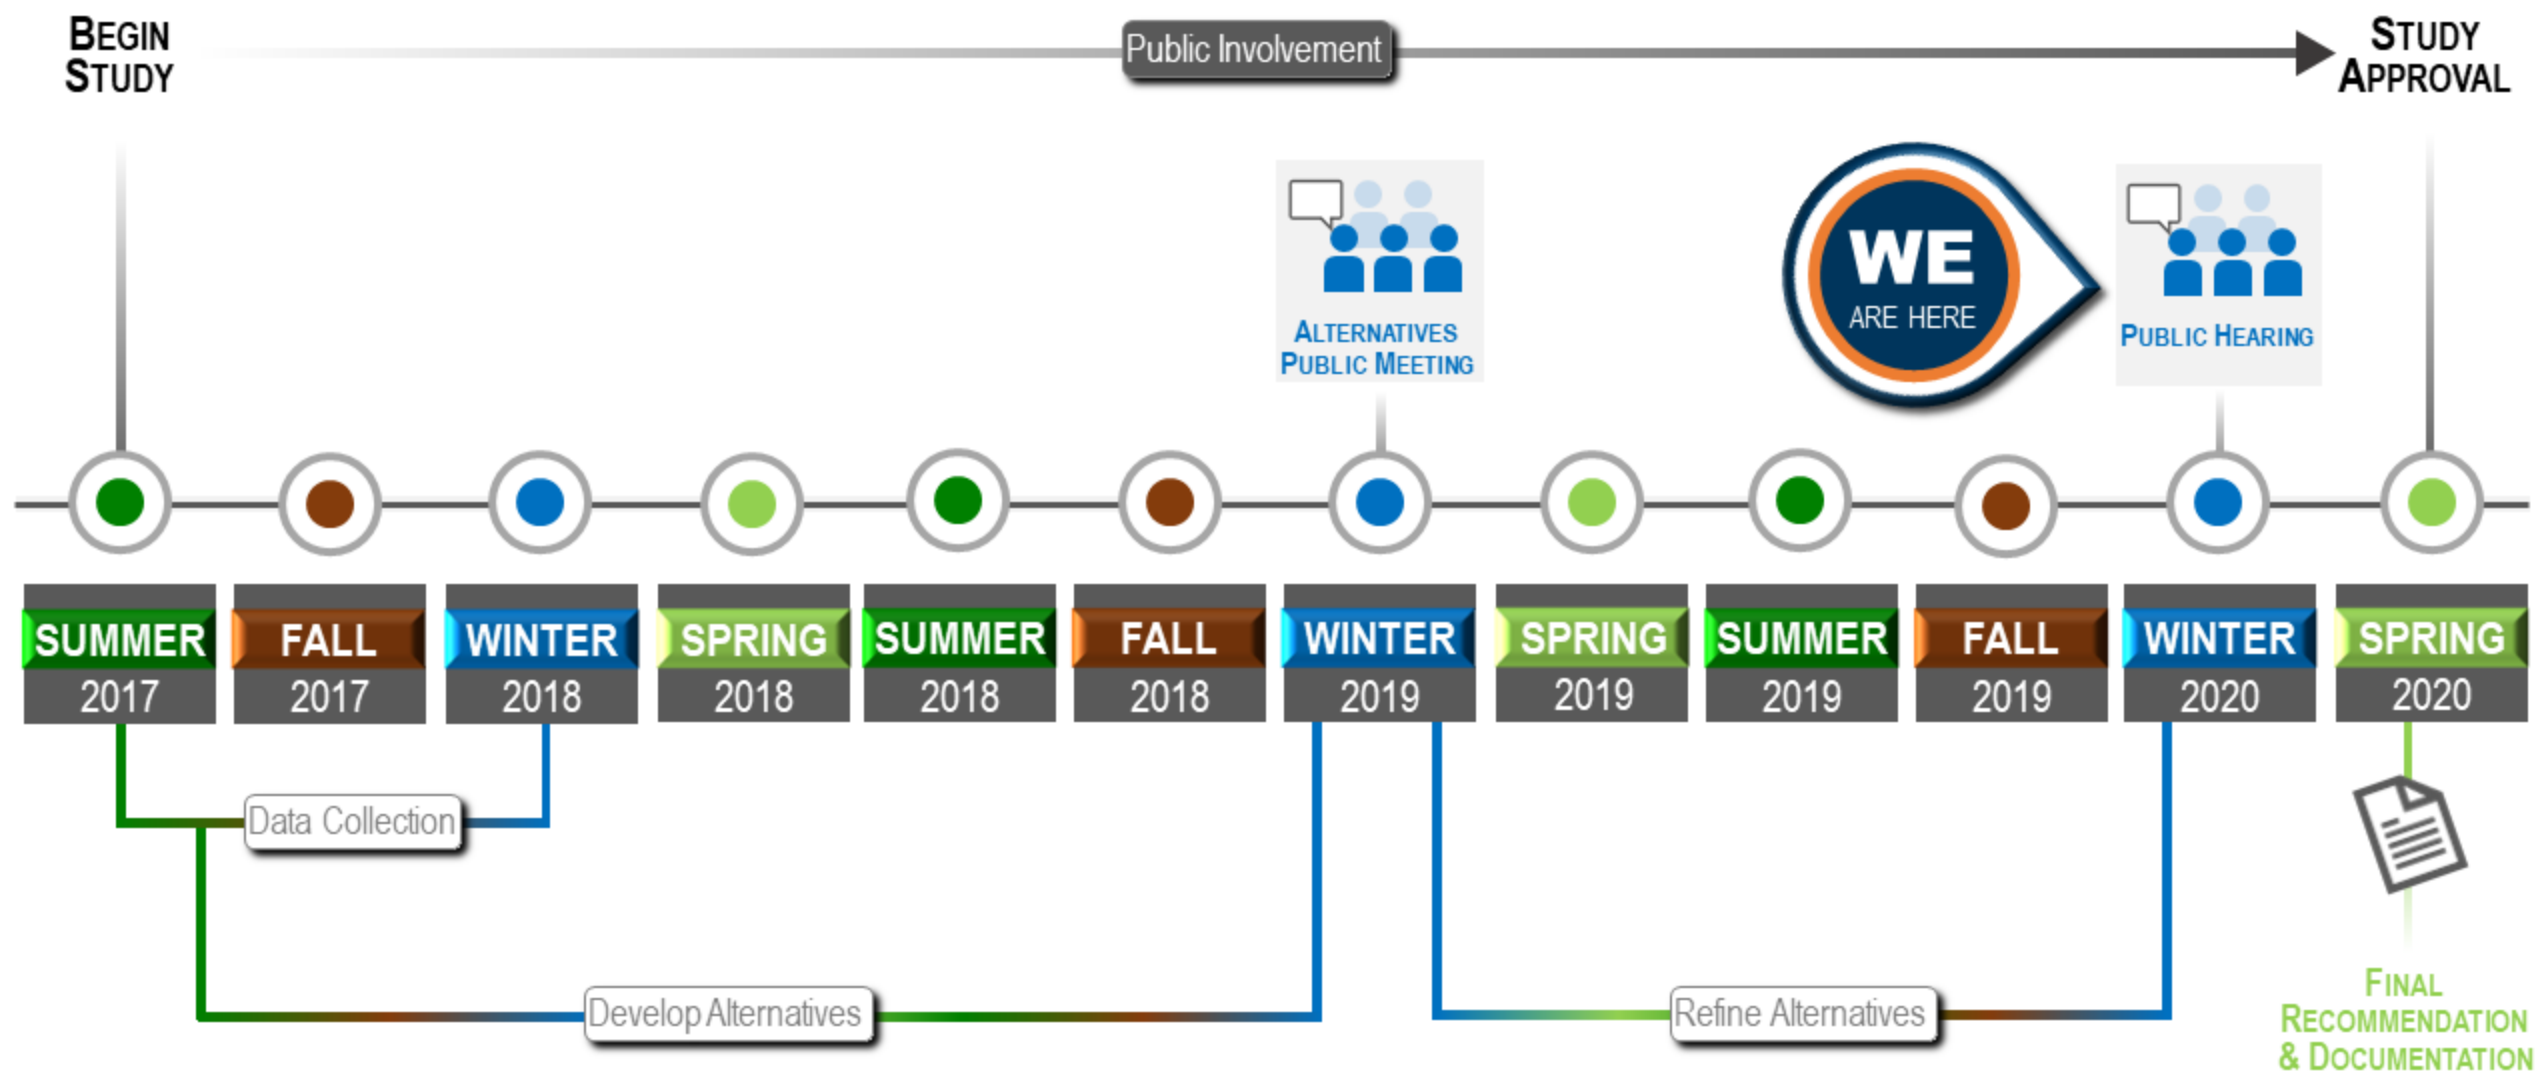 BEGIN
STUDY
Public Involvement
STUDY
APPROVAL
ALTERNATIVES
PUBLIC MEETING
WE
ARE HERE
PUBLIC HEARING
SUMMER
2017
FALL
2017
WINTER
2018
SPRING
2018
SUMMER
2018
FALL
2018
WINTER
2019
SPRING
2019
SUMMER
2019
FALL
2019
WINTER
2020
SPRING
2020
Data Collection
Develop Alternatives
Refine Alternatives
FINAL
RECOMMENDATION
& DOCUMENTATION